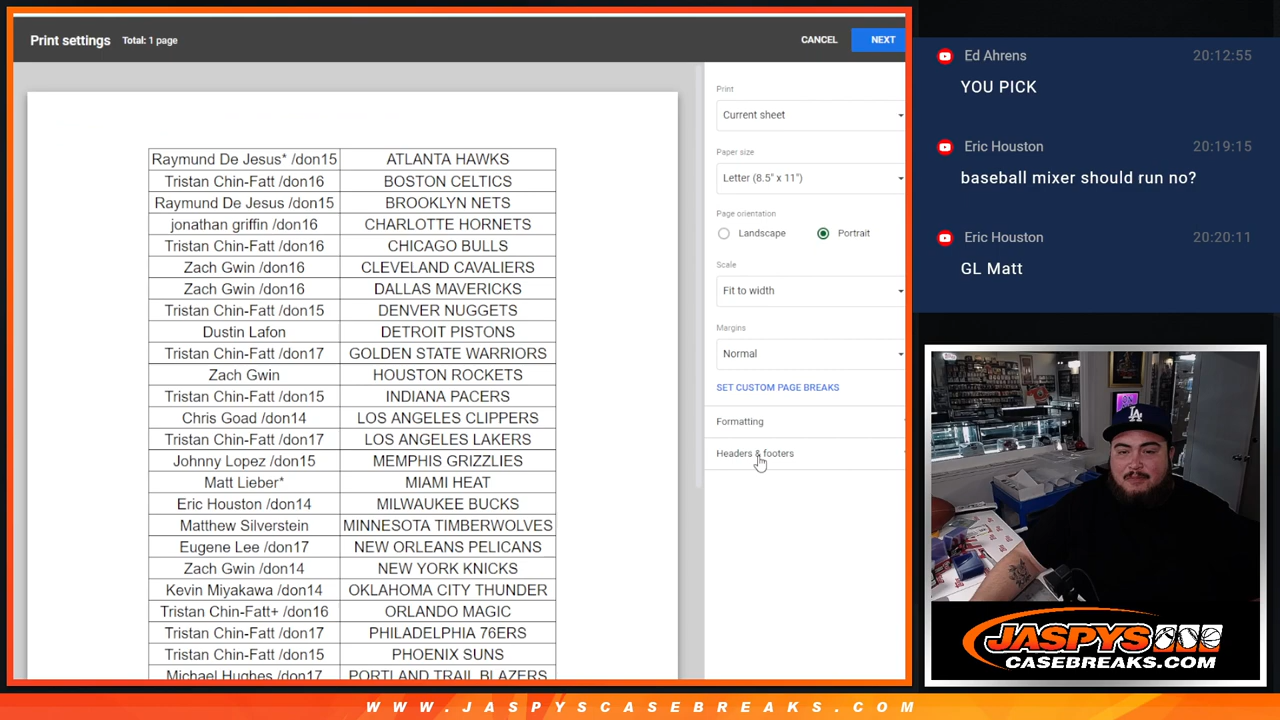 Print settings Total: 1 page
CANCEL NEXT
Raymund De Jesus* /don15 ATLANTA HAWKS
Tristan Chin-Fatt /don16 BOSTON CELTICS
Raymund De Jesus /don15 BROOKLYN NETS
jonathan griffin /don16 CHARLOTTE HORNETS
Tristan Chin-Fatt /don16 CHICAGO BULLS
Zach Gwin /don16 CLEVELAND CAVALIERS
Zach Gwin /don16 DALLAS MAVERICKS
Tristan Chin-Fatt /don15 DENVER NUGGETS
Dustin Lafon DETROIT PISTONS
Tristan Chin-Fatt /don17 GOLDEN STATE WARRIORS
Zach Gwin HOUSTON ROCKETS
Tristan Chin-Fatt /don15 INDIANA PACERS
Chris Goad /don14 LOS ANGELES CLIPPERS
Tristan Chin-Fatt /don17 LOS ANGELES LAKERS
Johnny Lopez /don15 MEMPHIS GRIZZLIES
Matt Lieber* MIAMI HEAT
Eric Houston /don14 MILWAUKEE BUCKS
Matthew Silverstein MINNESOTA TIMBERWOLVES
Eugene Lee /don17 NEW ORLEANS PELICANS
Zach Gwin /don14 NEW YORK KNICKS
Kevin Miyakawa /don14 OKLAHOMA CITY THUNDER
Tristan Chin-Fatt+ /don16 ORLANDO MAGIC
Tristan Chin-Fatt /don17 PHILADELPHIA 76ERS
Tristan Chin-Fatt /don15 PHOENIX SUNS
Michael Hughes /don17 PORTLAND TRAIL BLAZERS
Print
Current sheet
Paper size
Letter (8.5" x 11")
Page orientation
Landscape Portrait
Scale
Fit to width
Margins
Normal
SET CUSTOM PAGE BREAKS
Formatting
Headers & footers
Ed Ahrens 20:12:55
YOU PICK
Eric Houston 20:19:15
baseball mixer should run no?
Eric Houston 20:20:11
GL Matt
LA
JASPYS
CASEBREAKS.COM
WWW.JASPYSCASEBREAKS.COM